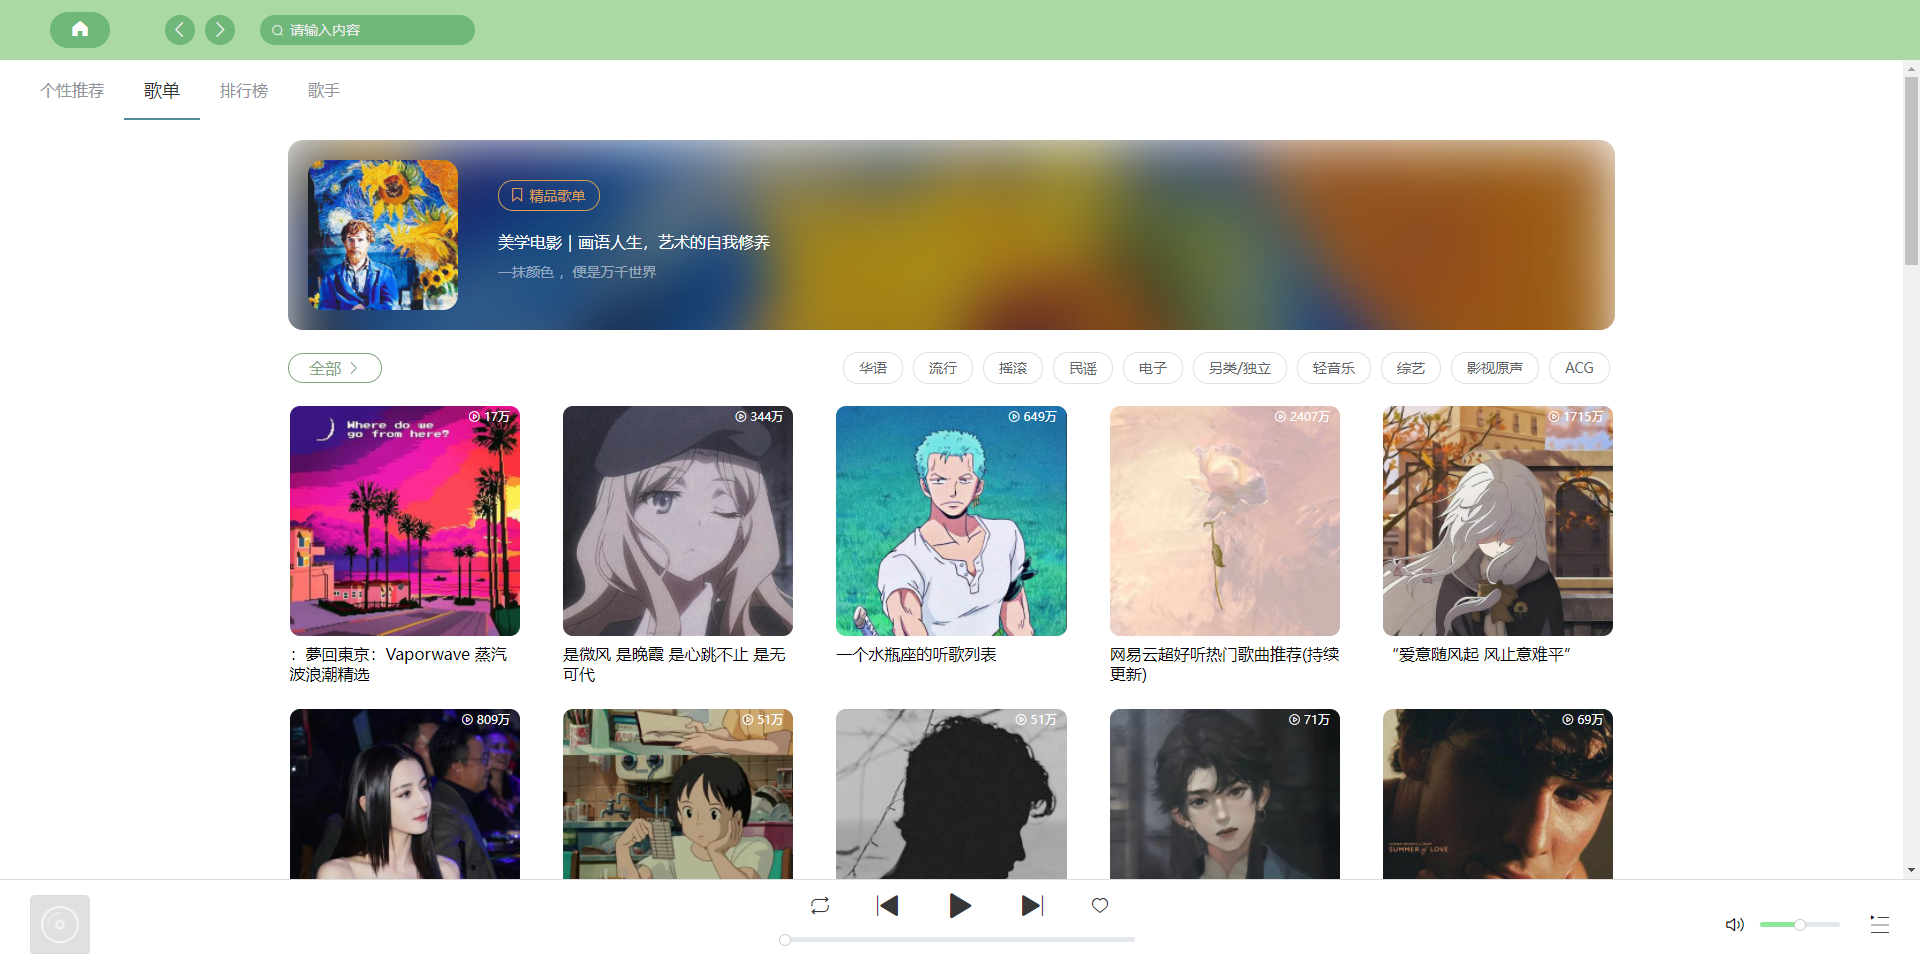 请输入内容
个性推荐
歌单
排行榜
歌手
精品歌单
美学电影 | 画语人生，艺术的自我修养
一抹颜色 ，便是万千世界
全部
华语
流行
摇滚
民谣
电子
另类/独立
轻音乐
综艺
影视原声
ACG
17万
Where do we
go from here?
344万
649万
2407万
1715万
：夢回東京：Vaporwave 蒸汽
波浪潮精选
是微风 是晚霞 是心跳不止 是无
可代
一个水瓶座的听歌列表
网易云超好听热门歌曲推荐(持续
更新)
“爱意随风起 风止意难平”
809万
51万
51万
71万
69万
SUMMER of LOVE